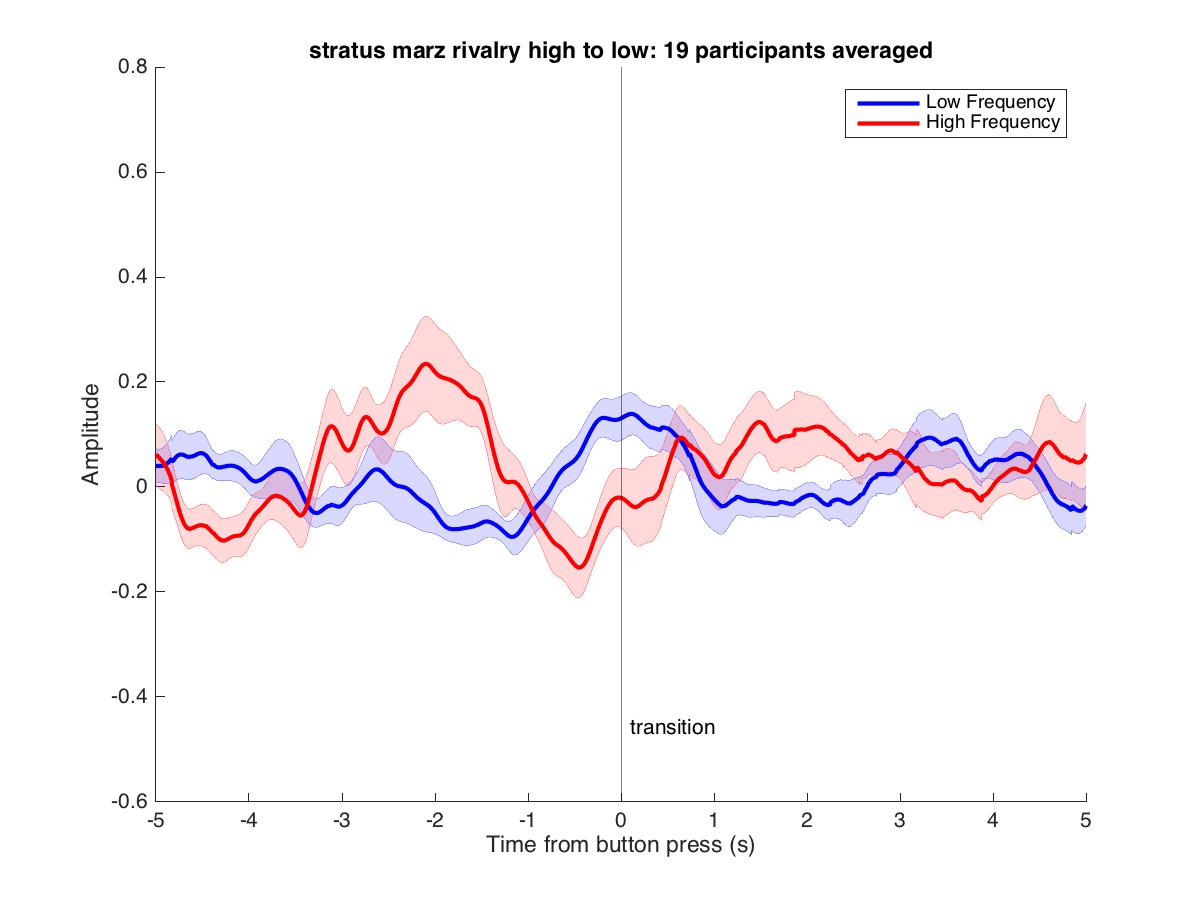 stratus marz rivalry high to low: 19 participants averaged
Low Frequency
High Frequency
0.8
0.6
0.4
0.2
0
-0.2
-0.4
-0.6
Amplitude
transition
-5 -4 -3 -2 -1 0 1 2 3 4 5
Time from button press (s)